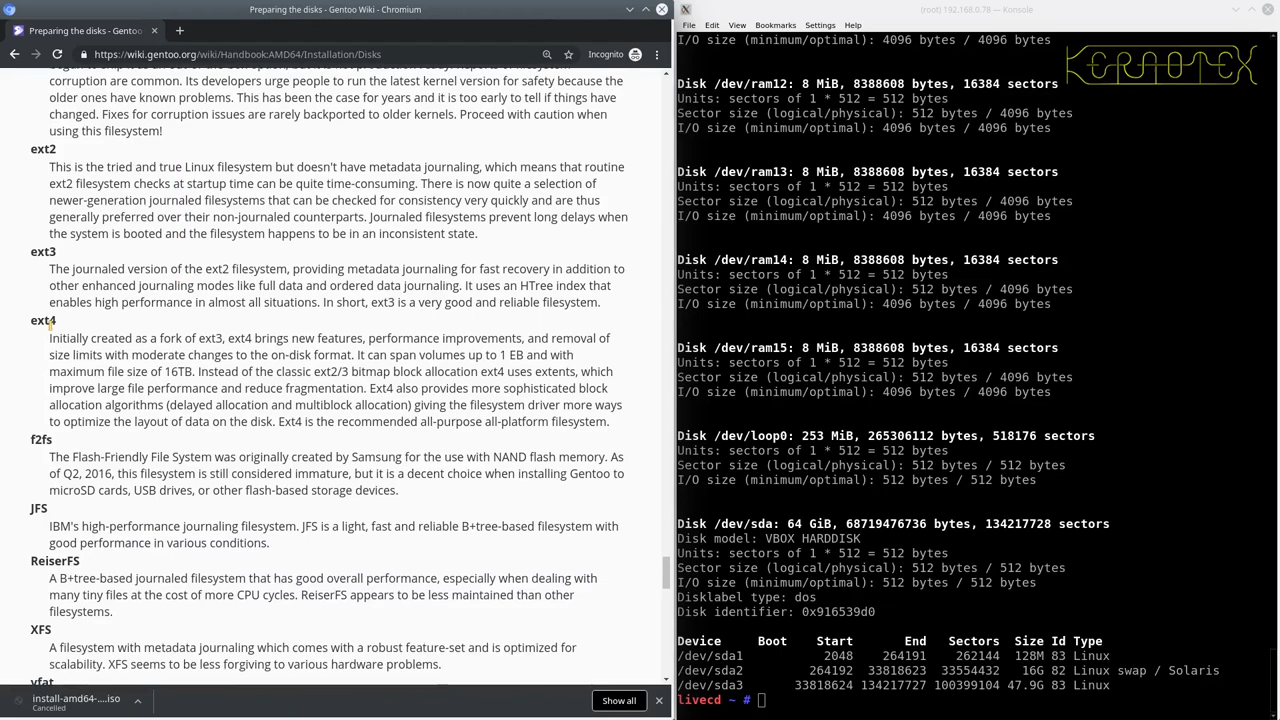 Preparing the disks - Gentoo Wiki - Chromium
Preparing the disks - Gentoo
https://wiki.gentoo.org/wiki/Handbook:AMD64/Installation/Disks
Incognito
corruption are common. Its developers urge people to run the latest kernel version for safety because the
older ones have known problems. This has been the case for years and it is too early to tell if things have
changed. Fixes for corruption issues are rarely backported to older kernels. Proceed with caution when
using this filesystem!
ext2
This is the tried and true Linux filesystem but doesn't have metadata journaling, which means that routine
ext2 filesystem checks at startup time can be quite time-consuming. There is now quite a selection of
newer-generation journaled filesystems that can be checked for consistency very quickly and are thus
generally preferred over their non-journaled counterparts. Journaled filesystems prevent long delays when
the system is booted and the filesystem happens to be in an inconsistent state.
ext3
The journaled version of the ext2 filesystem, providing metadata journaling for fast recovery in addition to
other enhanced journaling modes like full data and ordered data journaling. It uses an HTree index that
enables high performance in almost all situations. In short, ext3 is a very good and reliable filesystem.
ext4
Initially created as a fork of ext3, ext4 brings new features, performance improvements, and removal of
size limits with moderate changes to the on-disk format. It can span volumes up to 1 EB and with
maximum file size of 16TB. Instead of the classic ext2/3 bitmap block allocation ext4 uses extents, which
improve large file performance and reduce fragmentation. Ext4 also provides more sophisticated block
allocation algorithms (delayed allocation and multiblock allocation) giving the filesystem driver more ways
to optimize the layout of data on the disk. Ext4 is the recommended all-purpose all-platform filesystem.
f2fs
The Flash-Friendly File System was originally created by Samsung for the use with NAND flash memory. As
of Q2, 2016, this filesystem is still considered immature, but it is a decent choice when installing Gentoo to
microSD cards, USB drives, or other flash-based storage devices.
JFS
IBM's high-performance journaling filesystem. JFS is a light, fast and reliable B+tree-based filesystem with
good performance in various conditions.
ReiserFS
A B+tree-based journaled filesystem that has good overall performance, especially when dealing with
many tiny files at the cost of more CPU cycles. ReiserFS appears to be less maintained than other
filesystems.
XFS
A filesystem with metadata journaling which comes with a robust feature-set and is optimized for
scalability. XFS seems to be less forgiving to various hardware problems.
vfat
install-amd64-....iso
Cancelled
Show all
(root) 192.168.0.78 — Konsole
File Edit View Bookmarks Settings Help
I/O size (minimum/optimal): 4096 bytes / 4096 bytes
Disk /dev/ram12: 8 MiB, 8388608 bytes, 16384 sectors
Units: sectors of 1 * 512 = 512 bytes
Sector size (logical/physical): 512 bytes / 4096 bytes
I/O size (minimum/optimal): 4096 bytes / 4096 bytes
Disk /dev/ram13: 8 MiB, 8388608 bytes, 16384 sectors
Units: sectors of 1 * 512 = 512 bytes
Sector size (logical/physical): 512 bytes / 4096 bytes
I/O size (minimum/optimal): 4096 bytes / 4096 bytes
Disk /dev/ram14: 8 MiB, 8388608 bytes, 16384 sectors
Units: sectors of 1 * 512 = 512 bytes
Sector size (logical/physical): 512 bytes / 4096 bytes
I/O size (minimum/optimal): 4096 bytes / 4096 bytes
Disk /dev/ram15: 8 MiB, 8388608 bytes, 16384 sectors
Units: sectors of 1 * 512 = 512 bytes
Sector size (logical/physical): 512 bytes / 4096 bytes
I/O size (minimum/optimal): 4096 bytes / 4096 bytes
Disk /dev/loop0: 253 MiB, 265306112 bytes, 518176 sectors
Units: sectors of 1 * 512 = 512 bytes
Sector size (logical/physical): 512 bytes / 512 bytes
I/O size (minimum/optimal): 512 bytes / 512 bytes
Disk /dev/sda: 64 GiB, 68719476736 bytes, 134217728 sectors
Disk model: VBOX HARDDISK
Units: sectors of 1 * 512 = 512 bytes
Sector size (logical/physical): 512 bytes / 512 bytes
I/O size (minimum/optimal): 512 bytes / 512 bytes
Disklabel type: dos
Disk identifier: 0x916539d0
Device Boot Start End Sectors Size Id Type
/dev/sda1 2048 264191 262144 128M 83 Linux
/dev/sda2 264192 33818623 33554432 16G 82 Linux swap / Solaris
/dev/sda3 33818624 134217727 100399104 47.9G 83 Linux
livecd ~ #